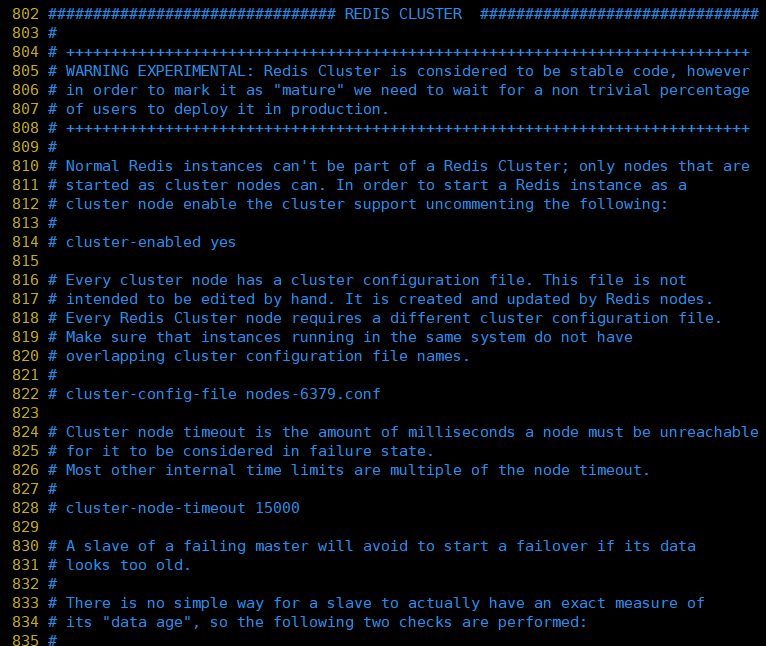 802 ################################ REDIS CLUSTER  ###############################
803 #
804 # ++++++++++++++++++++++++++++++++++++++++++++++++++++++++++++++++++++++++++++
805 # WARNING EXPERIMENTAL: Redis Cluster is considered to be stable code, however
806 # in order to mark it as "mature" we need to wait for a non trivial percentage
807 # of users to deploy it in production.
808 # ++++++++++++++++++++++++++++++++++++++++++++++++++++++++++++++++++++++++++++
809 #
810 # Normal Redis instances can't be part of a Redis Cluster; only nodes that are
811 # started as cluster nodes can. In order to start a Redis instance as a
812 # cluster node enable the cluster support uncommenting the following:
813 #
814 # cluster-enabled yes
815
816 # Every cluster node has a cluster configuration file. This file is not
817 # intended to be edited by hand. It is created and updated by Redis nodes.
818 # Every Redis Cluster node requires a different cluster configuration file.
819 # Make sure that instances running in the same system do not have
820 # overlapping cluster configuration file names.
821 #
822 # cluster-config-file nodes-6379.conf
823
824 # Cluster node timeout is the amount of milliseconds a node must be unreachable
825 # for it to be considered in failure state.
826 # Most other internal time limits are multiple of the node timeout.
827 #
828 # cluster-node-timeout 15000
829
830 # A slave of a failing master will avoid to start a failover if its data
831 # looks too old.
832 #
833 # There is no simple way for a slave to actually have an exact measure of
834 # its "data age", so the following two checks are performed:
835 #